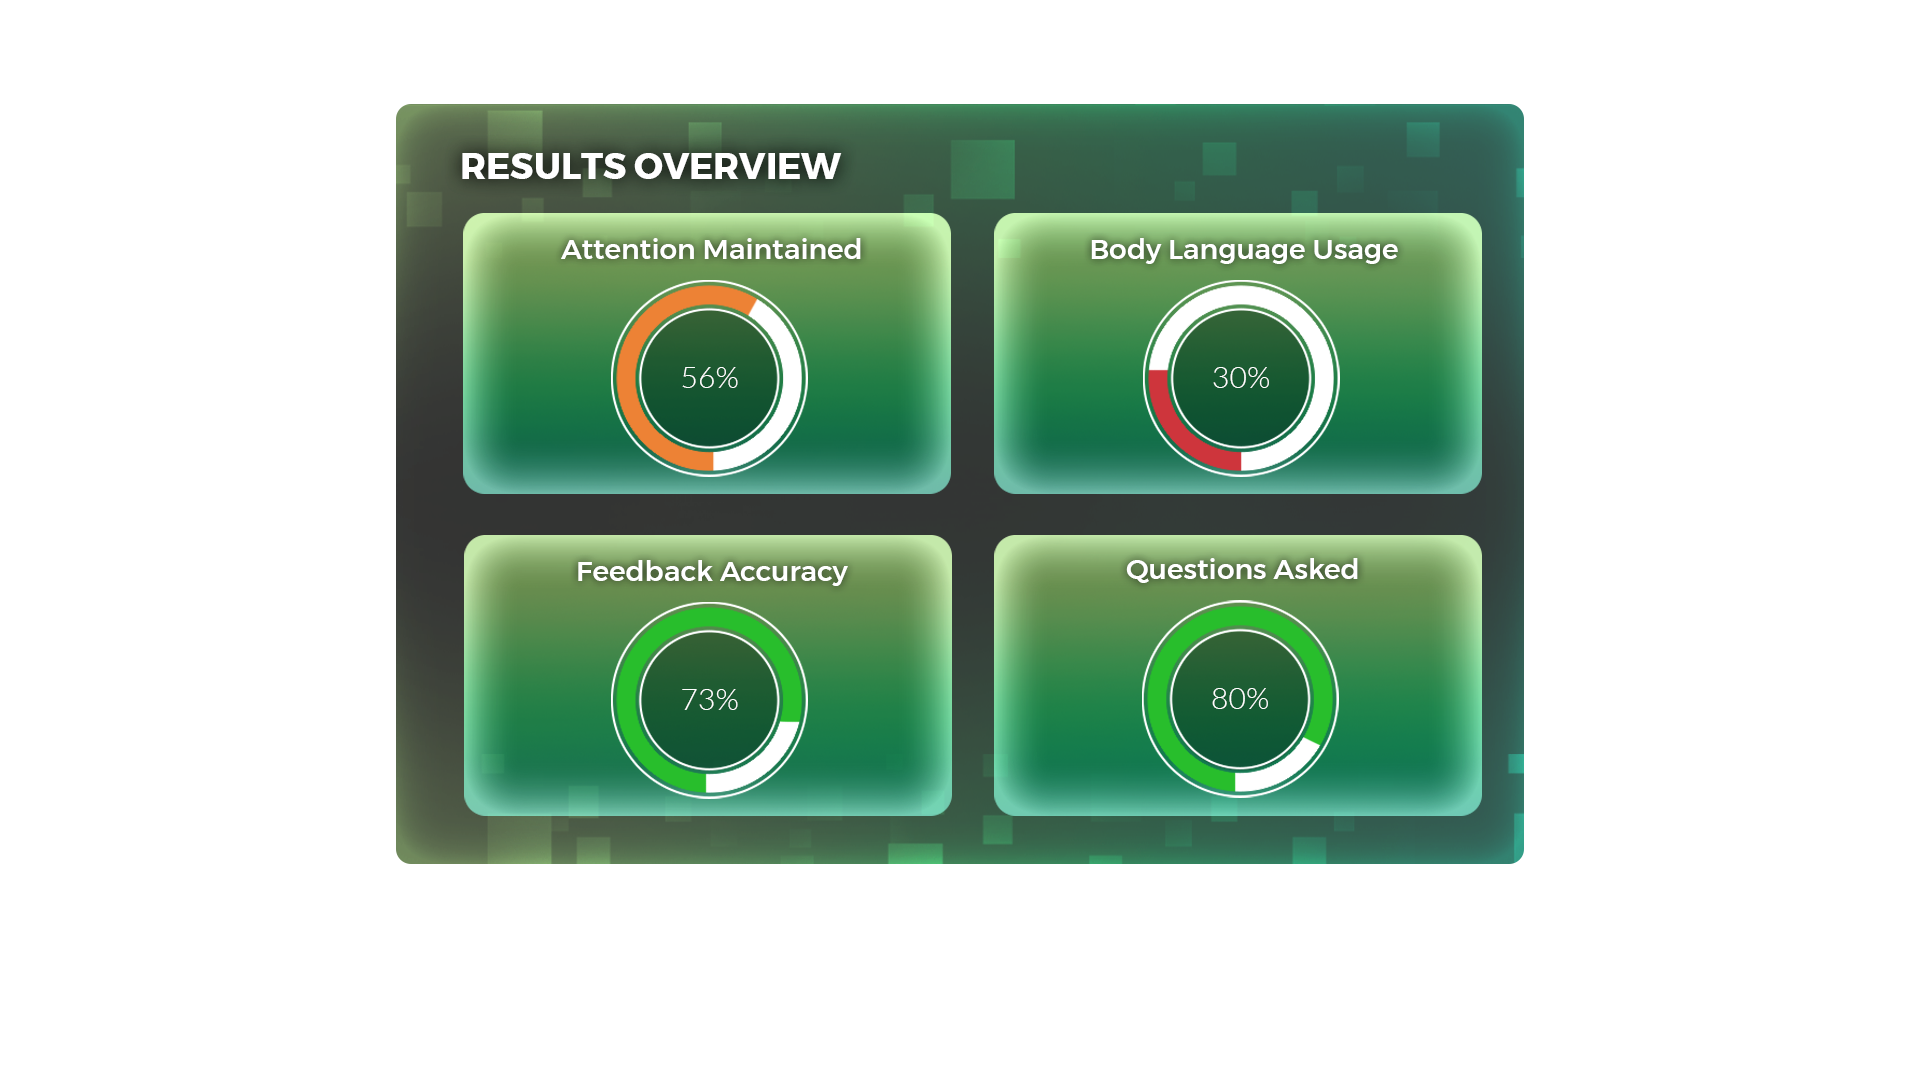 RESULTS OVERVIEW
Attention Maintained
56%
Body Language Usage
30%
Feedback Accuracy
73%
Questions Asked
80%